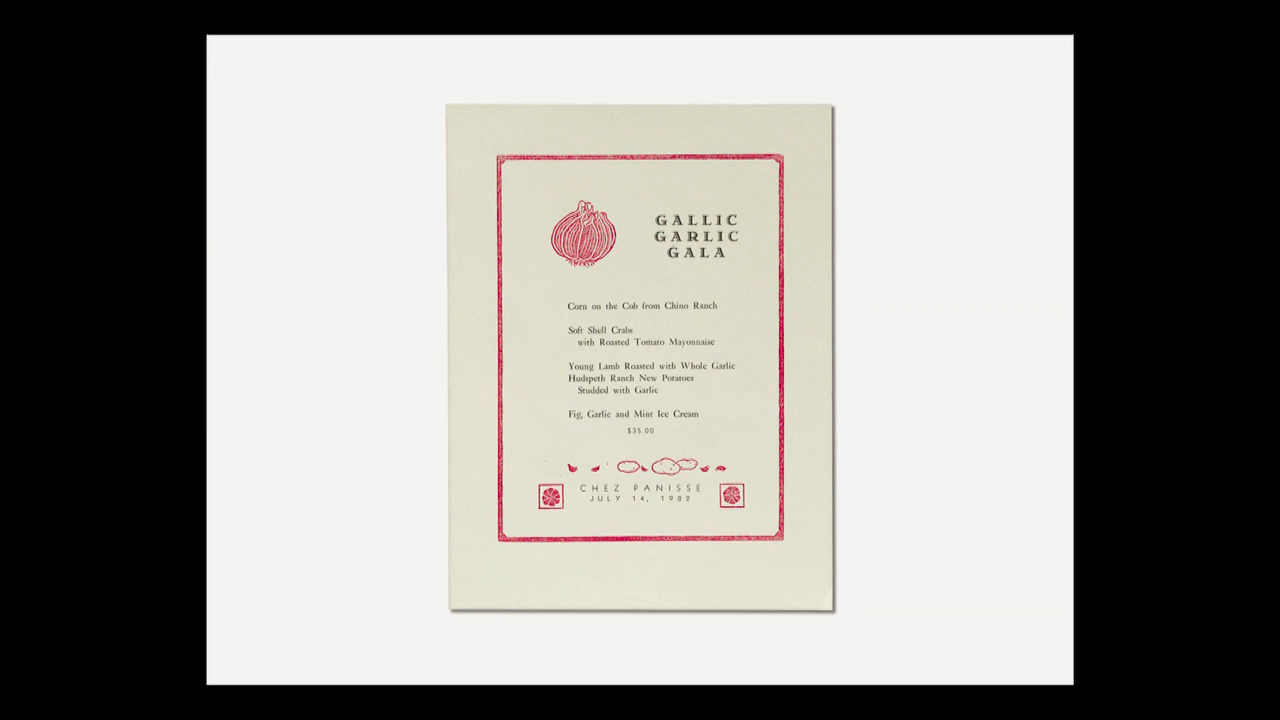 GALLIC
GARLIC
GALA
Corn on the Cob from Chino Ranch
Soft Shell Crabs
with Roasted Tomato Mayonnaise
Young Lamb Roasted with Whole Garlic
Hudspeth Ranch New Potatoes
Studded with Garlic
Fig, Garlic and Mint Ice Cream
$35.00
CHEZ PANISSE
JULY 14, 1982